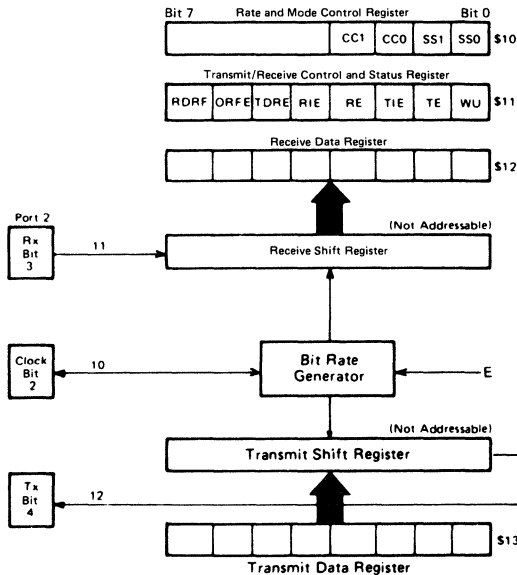 Bit 7 Rate and Mode Control Register Bit 0
CC1 CC0 SS1 SS0 $10
Transmit/Receive Control and Status Register
RDRF ORFE TDRE RIE RE TIE TE WU $11
Receive Data Register
$12
Port 2
(Not Addressable)
Rx
Bit
3
11
Receive Shift Register
Clock
Bit
2
10
Bit Rate
Generator
E
(Not Addressable)
Transmit Shift Register
Tx
Bit
4
12
$13
Transmit Data Register